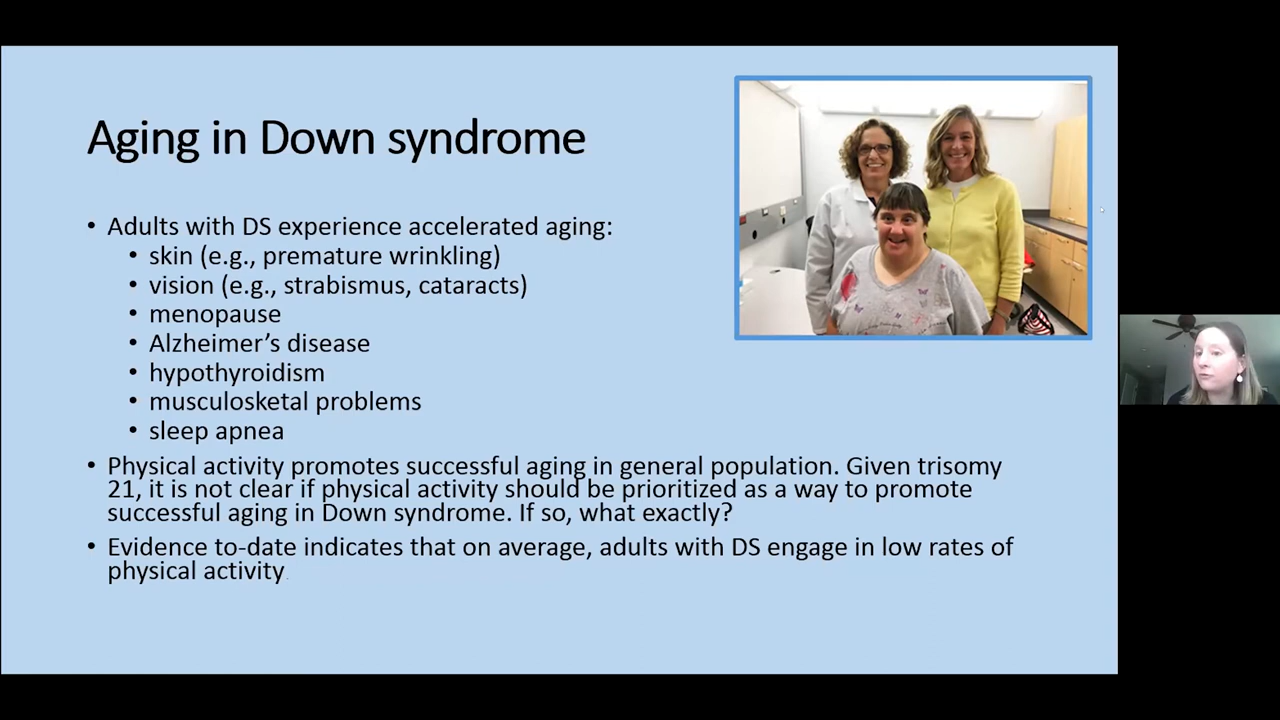 Aging in Down syndrome
• Adults with DS experience accelerated aging:
• skin (e.g., premature wrinkling)
• vision (e.g., strabismus, cataracts)
• menopause
• Alzheimer’s disease
• hypothyroidism
• musculosketal problems
• sleep apnea
• Physical activity promotes successful aging in general population. Given trisomy
21, it is not clear if physical activity should be prioritized as a way to promote
successful aging in Down syndrome. If so, what exactly?
• Evidence to-date indicates that on average, adults with DS engage in low rates of
physical activity.